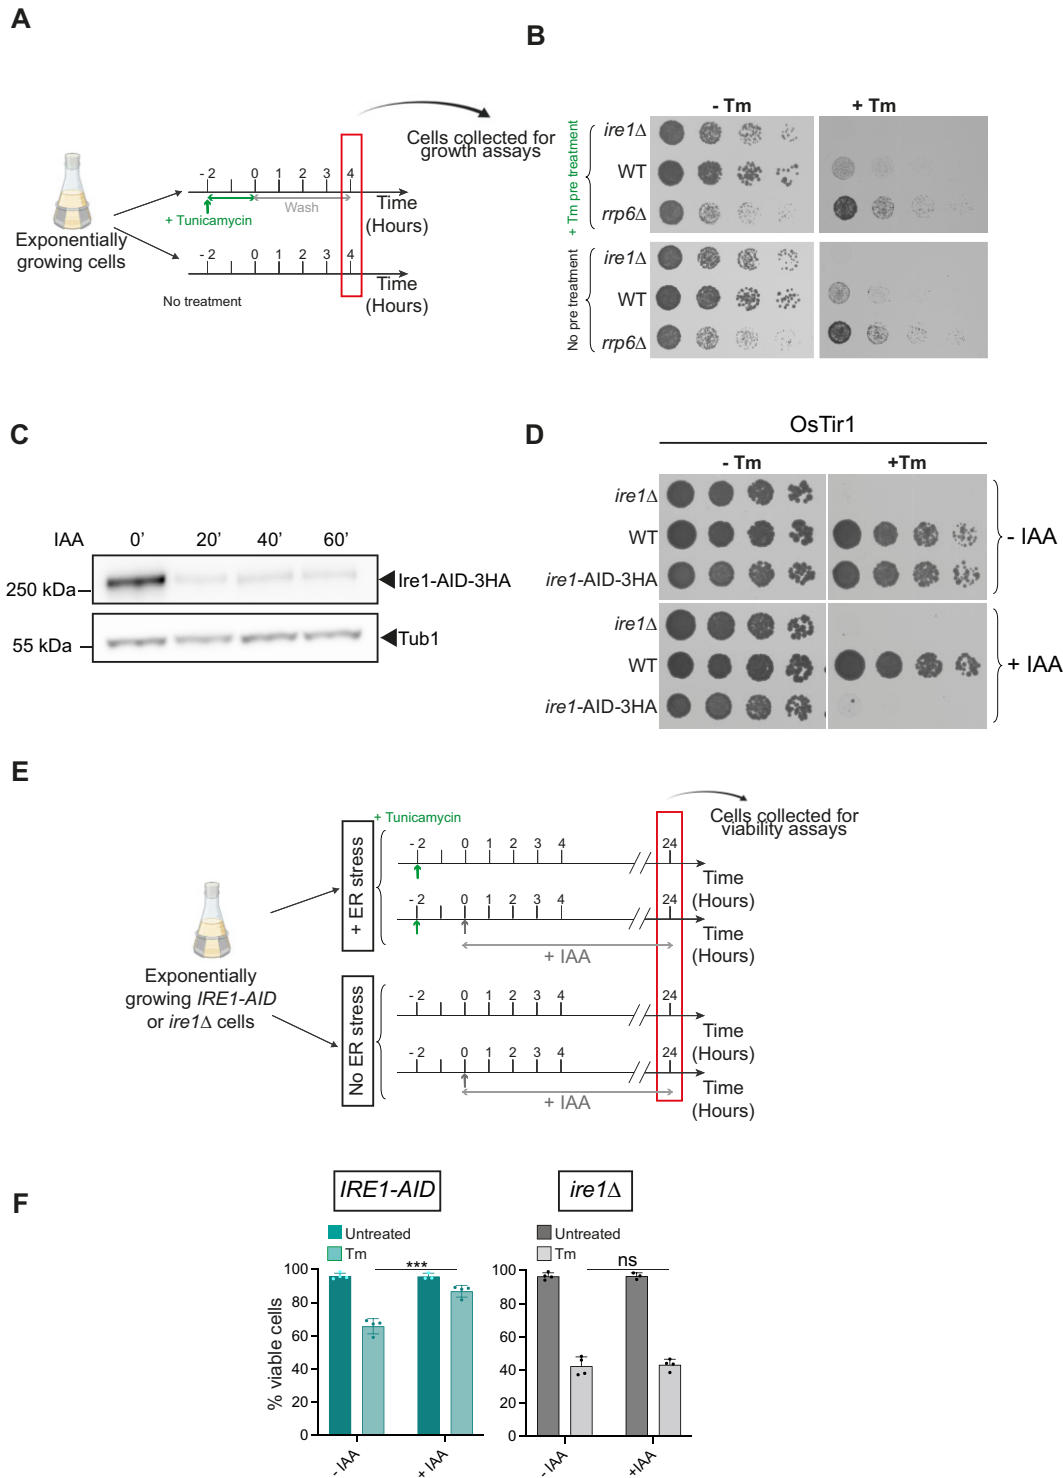 A
Cells collected for
growth assays
- 2 0 1 2 3 4
+ Tunicamycin
Wash
Time
(Hours)
Exponentially
growing cells
- 2 0 1 2 3 4
Time
(Hours)
No treatment
B
- Tm + Tm
+ Tm pre treatment
ire1Δ
WT
rrp6Δ
No pre treatment
ire1Δ
WT
rrp6Δ
C
IAA 0’ 20’ 40’ 60’
250 kDa
Ire1-AID-3HA
55 kDa
Tub1
D
OsTir1
- Tm +Tm
ire1Δ
WT
ire1-AID-3HA
- IAA
ire1Δ
WT
ire1-AID-3HA
+ IAA
E
Cells collected for
viability assays
+ Tunicamycin
+ ER stress
- 2 0 1 2 3 4 24
Time
(Hours)
- 2 0 1 2 3 4 24
Time
(Hours)
+ IAA
Exponentially
growing IRE1-AID
or ire1Δ cells
No ER stress
- 2 0 1 2 3 4 24
Time
(Hours)
- 2 0 1 2 3 4 24
Time
(Hours)
+ IAA
F
IRE1-AID
Untreated
Tm
***
% viable cells
100
80
60
40
20
0
- IAA + IAA
ire1Δ
Untreated
Tm
ns
100
80
60
40
20
0
- IAA +IAA